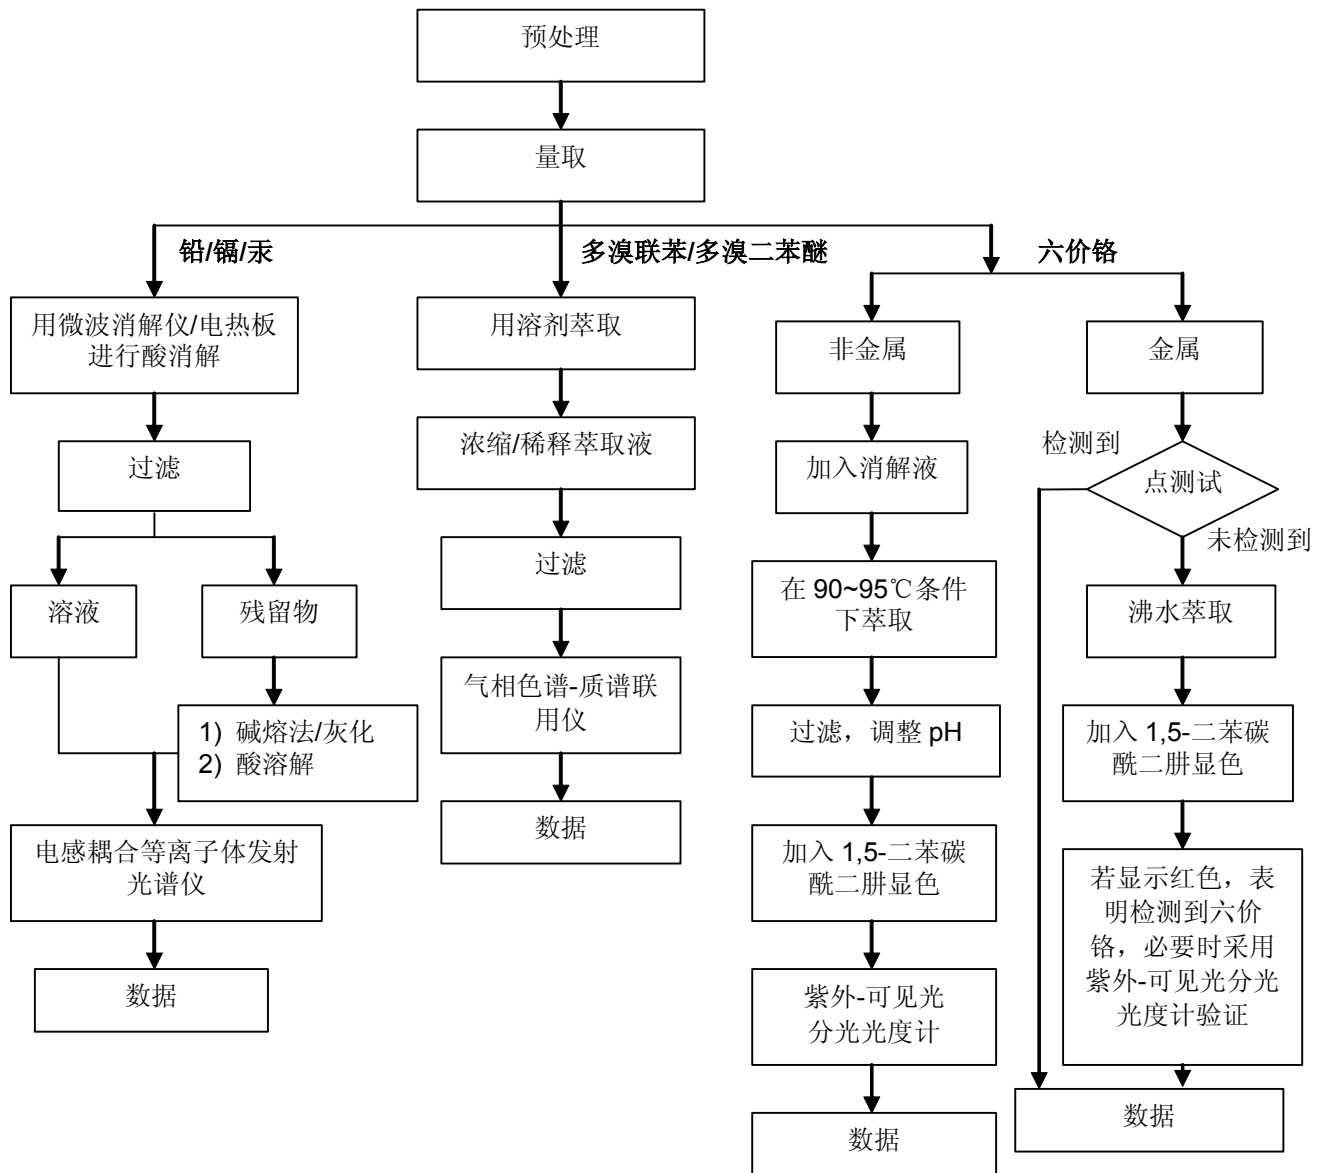 预处理
量取
铅/镉/汞
多溴联苯/多溴二苯醚
六价铬
用微波消解仪/电热板
进行酸消解
过滤
溶液
残留物
1) 碱熔法/灰化
2) 酸溶解
电感耦合等离子体发射
光谱仪
数据
用溶剂萃取
浓缩/稀释萃取液
过滤
气相色谱-质谱联
用仪
数据
非金属
加入消解液
在 90~95℃条件
下萃取
过滤，调整 pH
加入 1,5-二苯碳
酰二肼显色
紫外-可见光
分光光度计
数据
金属
检测到
点测试
未检测到
沸水萃取
加入 1,5-二苯碳
酰二肼显色
若显示红色，表
明检测到六价
铬，必要时采用
紫外-可见光分光
光度计验证
数据